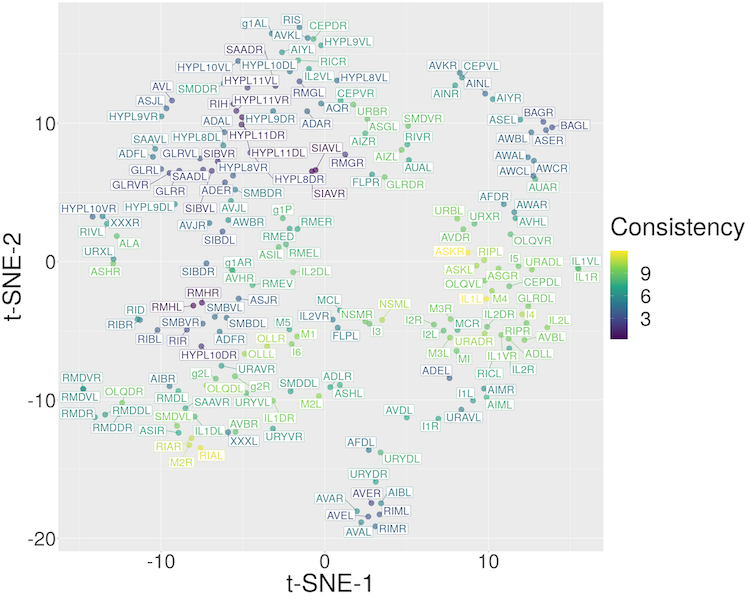 RIS
g1AL
CEPDR
AVKL
HYPL9VL
SAADR
AIYL
RICR
HYPL10VL
HYPL10DL
IL2VL
HYPL8VL
HYPL11VL
SMDDR
RMGL
CEPVR
AVL
ASJL
RIH
HYPL11VR
AQR
URBR
HYPL9VR
ADAL
HYPL9DR
ADAR
ASGL
SMDVR
HYPL8DL
HYPL11DR
AIZR
RIVR
SAAVL
ADFL
GLRVL
SIBVR
HYPL11DL
SIAVL
AIZL
RMGR
AUAL
GLRL
SAADL
HYPL8VR
HYPL8DR
FLPR
GLRDR
GLRVR
GLRR
ADER
SMBDR
SIAVR
HYPL10VR
HYPL9DL
SIBVL
AVJL
g1P
XXXR
RIVL
AVJR
AWBR
RMER
ALA
SIBDL
RMED
URXL
ASIL
RMEL
ASHR
SIBDR
g1AR
AVHR
IL2DL
RMEV
RMHR
RMHL
ASJR
RID
SMBVL
MCL
NSML
RIBR
SMBVR
SMBDL
IL2VR
NSMR
RIBL
RIR
ADFR
M5
M1
FLPL
I3
OLLR
I6
HYPL10DR
OLLL
URAVR
RMDVR
AIBR
g2L
g2R
SMDDL
ADLR
OLQDR
RMDVL
RMDL
OLQDL
ASHL
RMDR
RMDDL
SAAVR
URYVL
M2L
RMDDR
SMDVL
IL1DR
ASIR
IL1DL
AVBR
XXXL
URYVR
RIAR
M2R
RIAL
AVKR
CEPVL
AINL
AINR
AIYR
BAGR
ASEL
BAGL
AWBL
ASER
AWAL
AWCR
AWCL
AUAR
AFDR
AWAR
URBL
URXR
AVHL
AVDR
OLQVR
ASKR
RIPL
I5
IL1VL
ASKL
URADL
IL1R
ASGR
OLQVL
CEPDL
IL1L
M4
GLRDL
M3R
IL2DR
I4
I2R
MCR
IL2L
I2L
RIPR
URADR
AVBL
M3L
MI
IL1VR
ADLL
RICL
IL2R
ADEL
AIMR
I1L
AIML
AVDL
URAVL
I1R
AFDL
URYDL
URYDR
AVER
AIBL
AVAR
AVEL
RIML
AVAL
RIMR
10
0
-10
-20
-10
0
10
t-SNE-1
t-SNE-2
Consistency
9
6
3